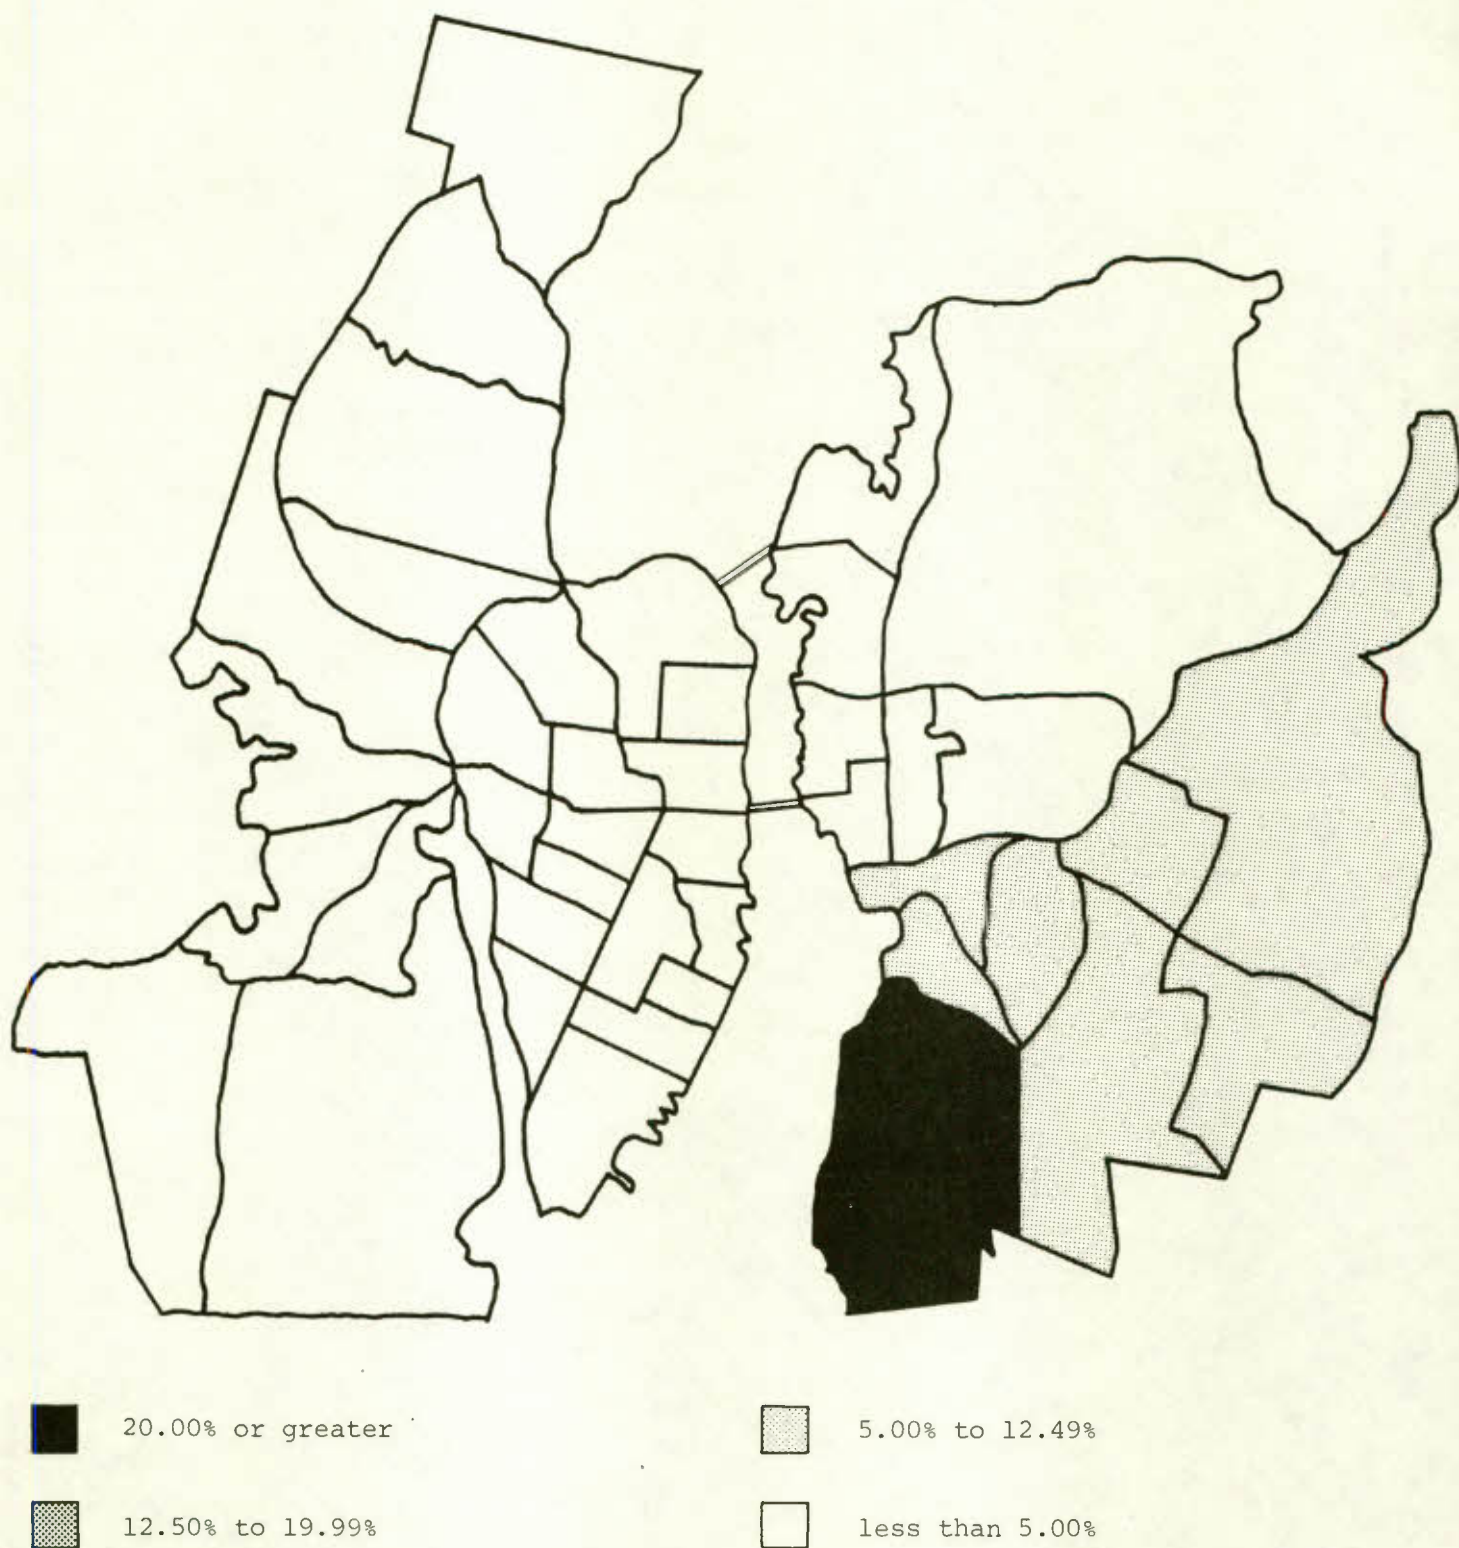 20.00% or greater
5.00% to 12.49%
12.50% to 19.99%
less than 5.00%